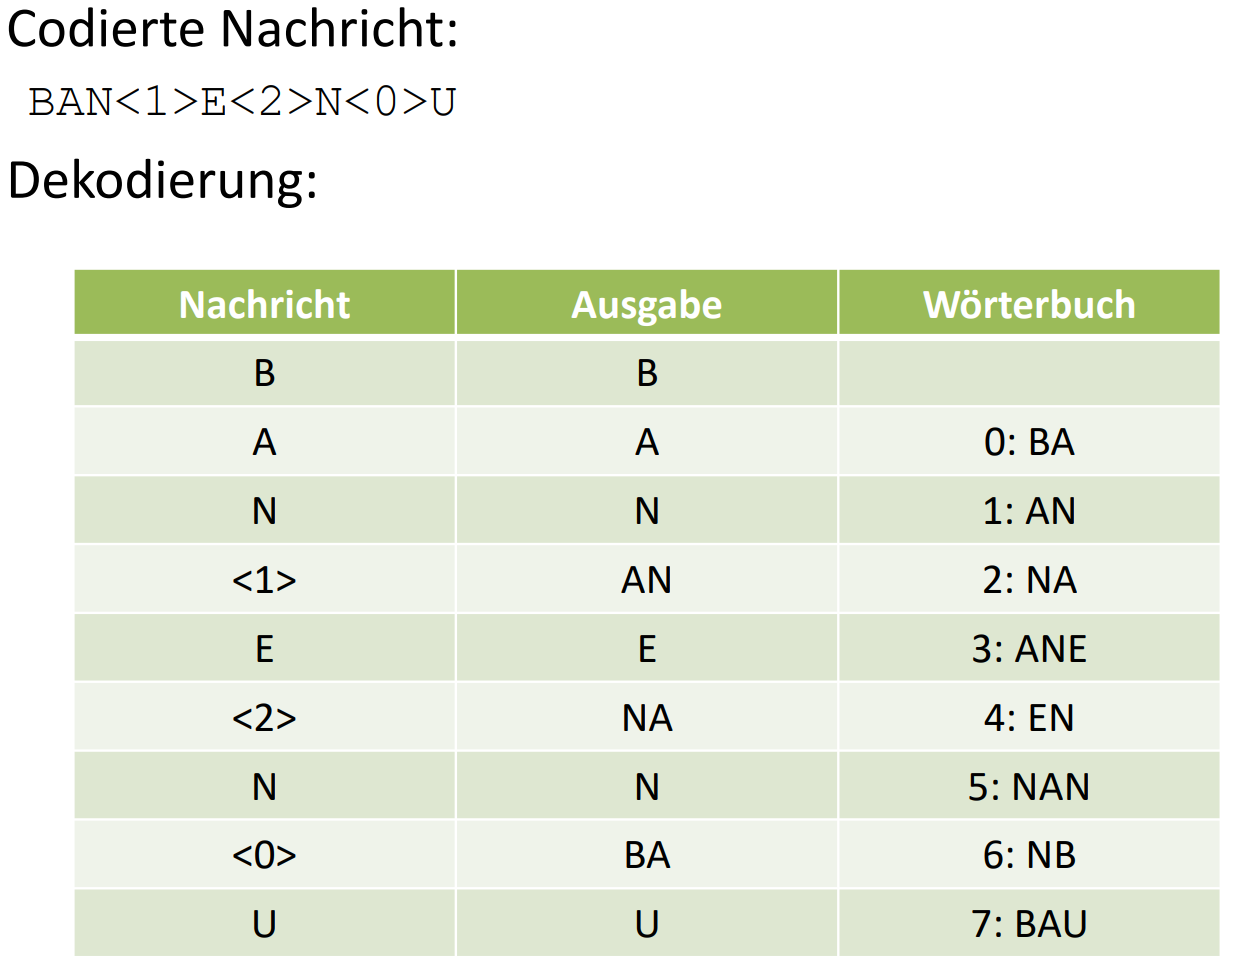 Codierte Nachricht:
BAN<1>E<2>N<0>U
Dekodierung:
Nachricht Ausgabe Wörterbuch
B B
A A 0: BA
N N 1: AN
<1> AN 2: NA
E E 3: ANE
<2> NA 4: EN
N N 5: NAN
<0> BA 6: NB
U U 7: BAU